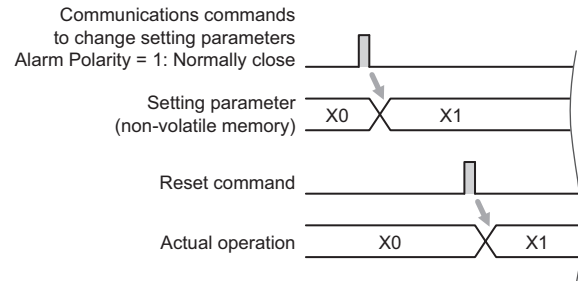 Communications commands
to change setting parameters
Alarm Polarity = 1: Normally close
Setting parameter
(non-volatile memory)
X0
X1
Reset command
Actual operation
X0
X1